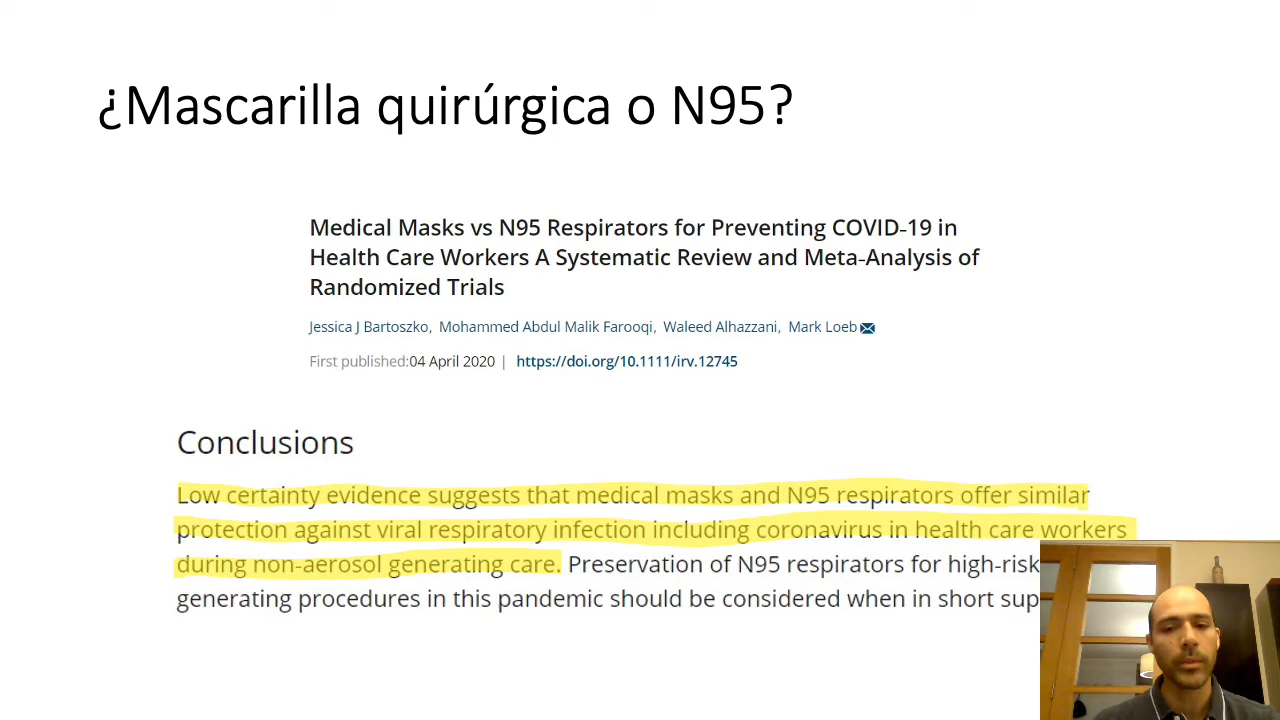 ¿Mascarilla quirúrgica o N95?
Medical Masks vs N95 Respirators for Preventing COVID-19 in
Health Care Workers A Systematic Review and Meta-Analysis of
Randomized Trials
Jessica J Bartoszko, Mohammed Abdul Malik Farooqi, Waleed Alhazzani, Mark Loeb
First published:04 April 2020 | https://doi.org/10.1111/irv.12745
Conclusions
Low certainty evidence suggests that medical masks and N95 respirators offer similar
protection against viral respiratory infection including coronavirus in health care workers
during non-aerosol generating care. Preservation of N95 respirators for high-risk
generating procedures in this pandemic should be considered when in short sup